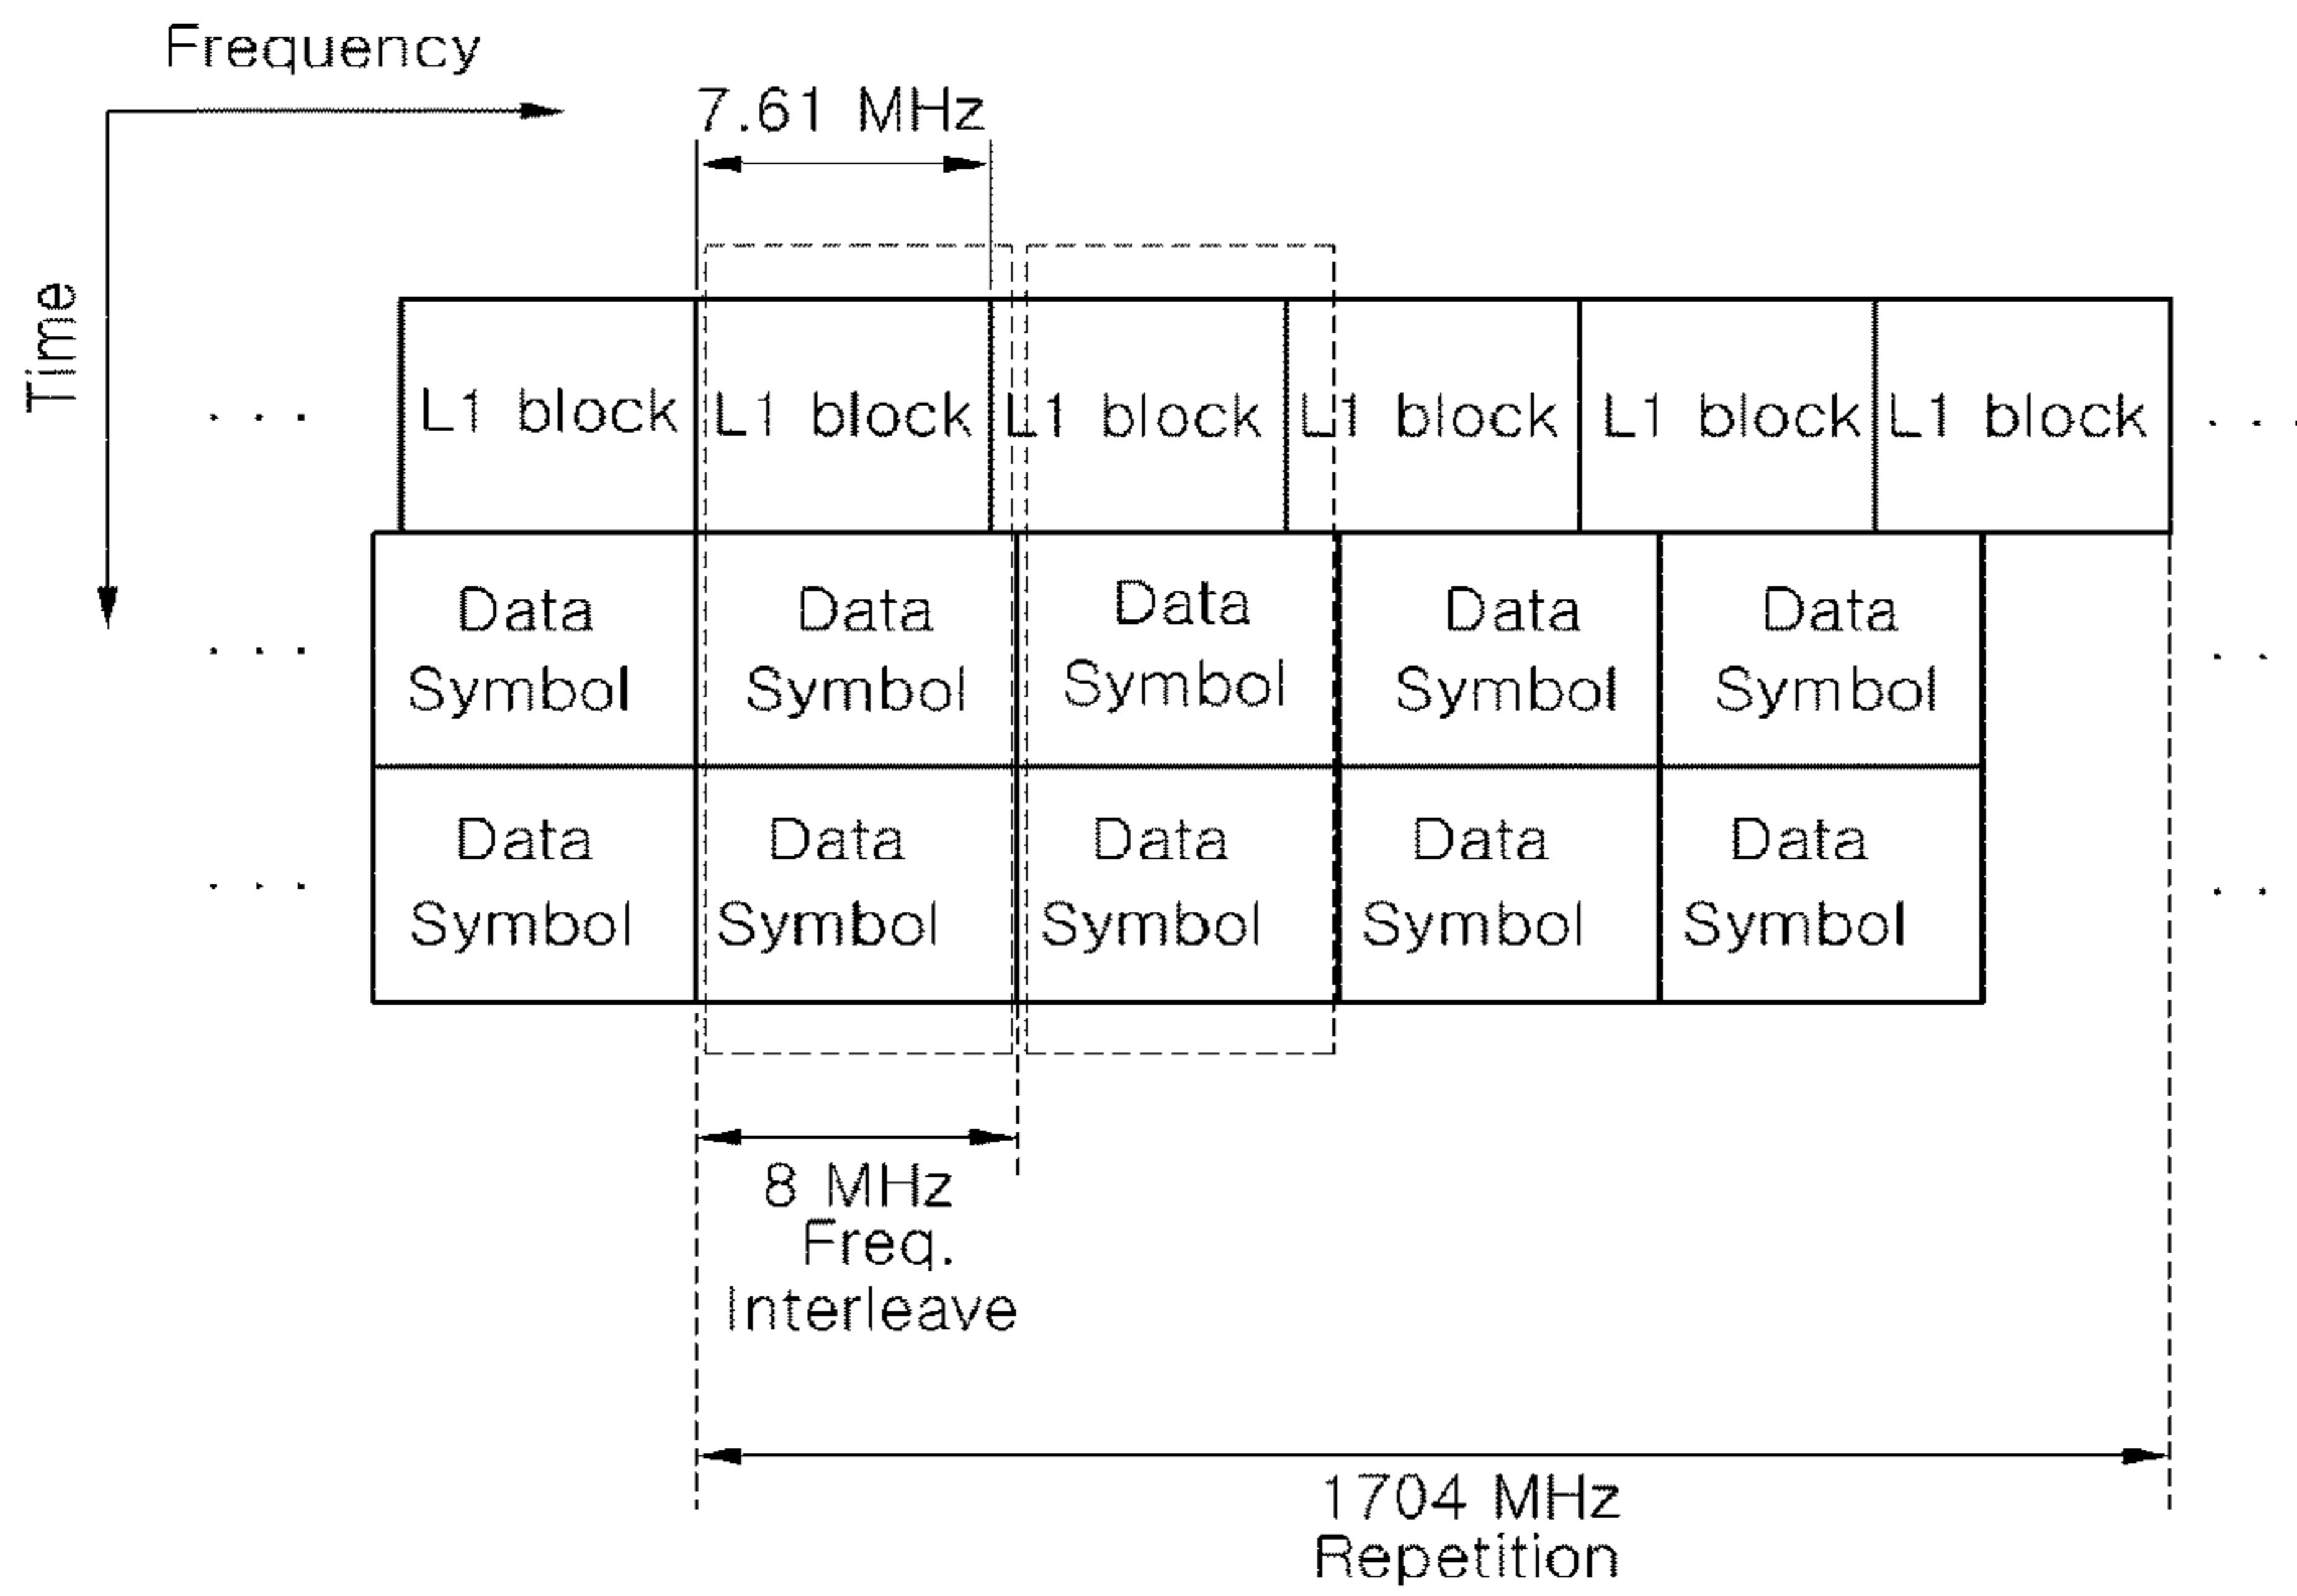 Frequency
7.61 MHz
Time
. . . L1 block L1 block L1 block L1 block L1 block L1 block . . .
Data Data Data Data Data
. . . Symbol Symbol Symbol Symbol Symbol . .
Data Data Data Data Data
. . . Symbol Symbol Symbol Symbol Symbol . .
8 MHz
Freq.
Interleave
1704 MHz
Repetition